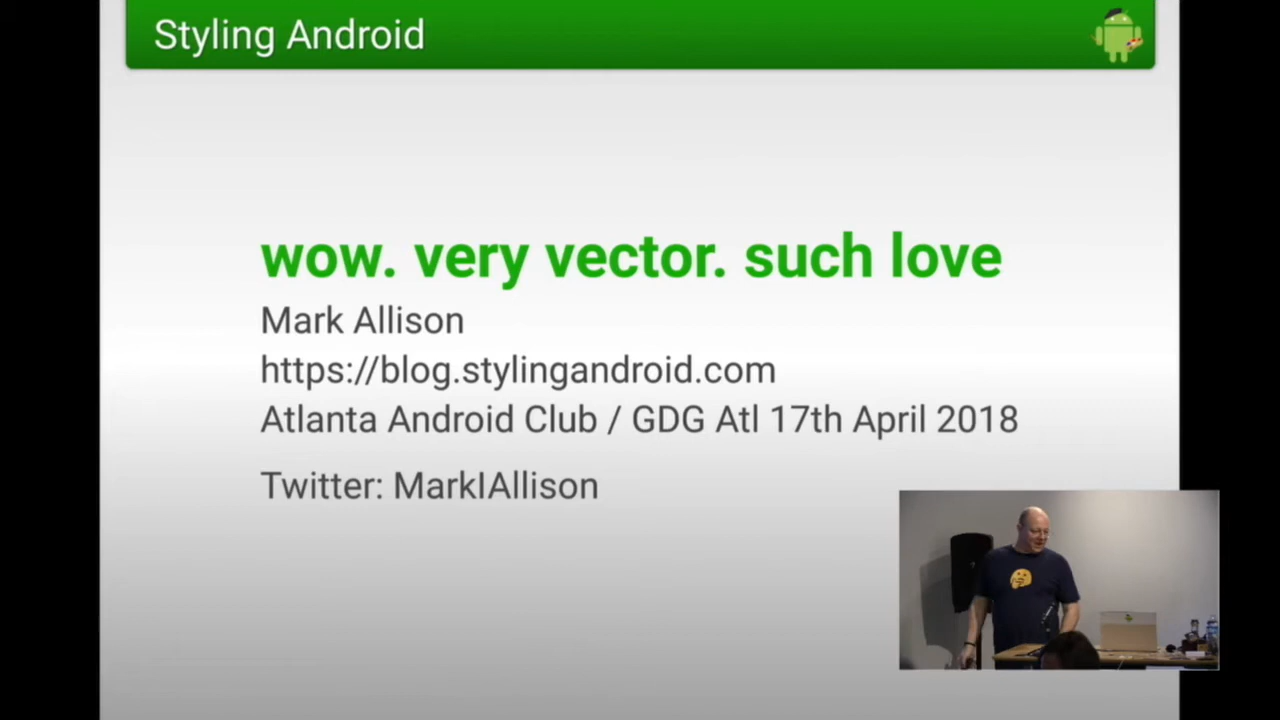 Styling Android
wow. very vector. such love
Mark Allison
https://blog.stylingandroid.com
Atlanta Android Club / GDG Atl 17th April 2018
Twitter: MarkIAllison